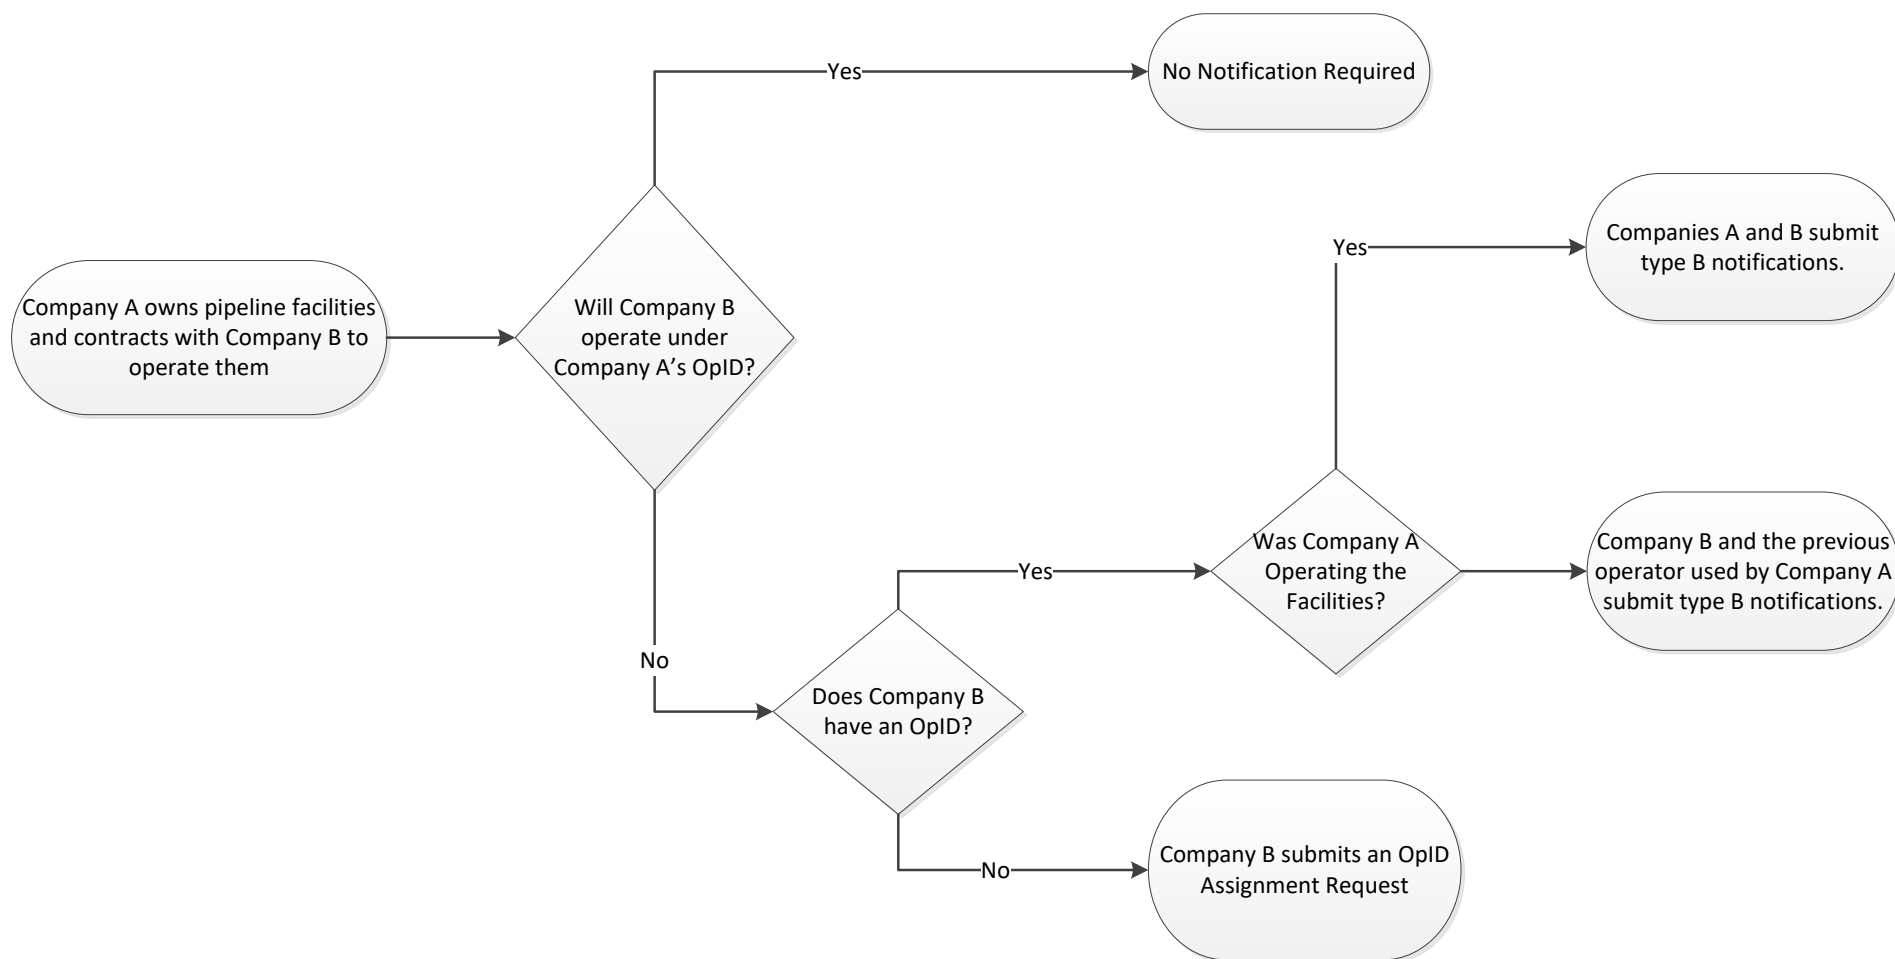 Yes
No Notification Required
Yes
Companies A and B submit
type B notifications.
Company A owns pipeline facilities
and contracts with Company B to
operate them
Will Company B
operate under
Company A’s OpID?
Yes
Was Company A
Operating the
Facilities?
Company B and the previous
operator used by Company A
submit type B notifications.
No
Does Company B
have an OpID?
No
Company B submits an OpID
Assignment Request